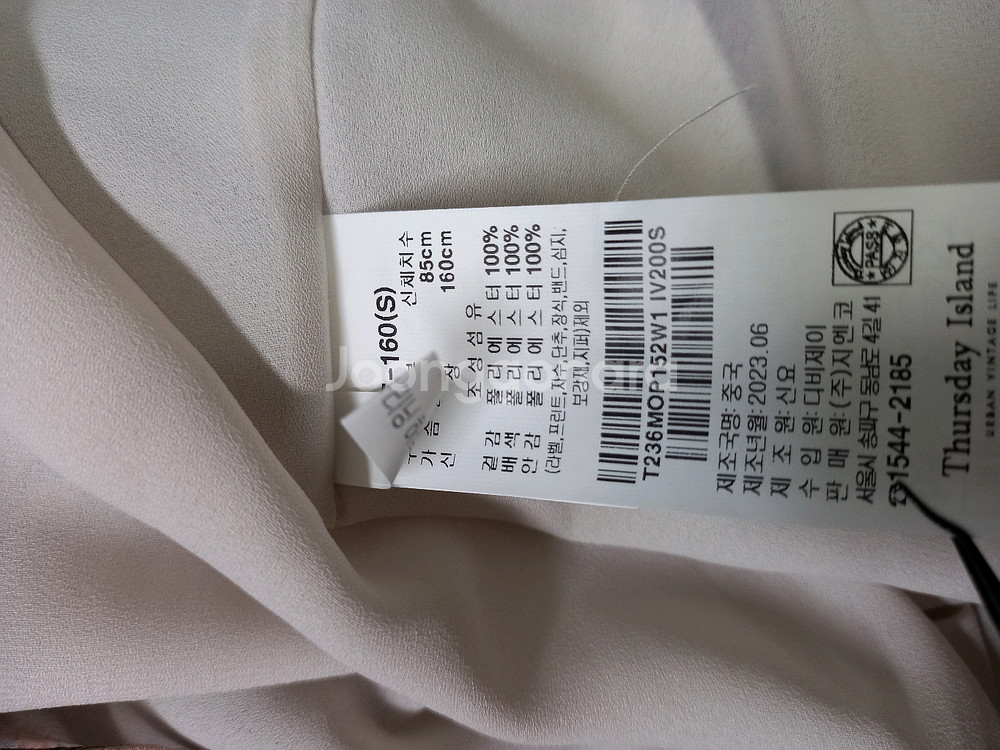 -160(S)
신체치수
가슴 85cm
신 장 160cm
조성섬유
겉 감 폴리에스터 100%
배 색 폴리에스터 100%
안 감 폴리에스터 100%
(라벨,프린트,자수,단추,장식,밴드,심지,
보강재,지퍼)제외
T236MOP152W1 IV200S
제조국명: 중국
제조년월: 2023.06
제 조 원: 신요
수 입 원: 디비제이
판 매 원: (주)지엔코
서울시 송파구 동남로 4길 41
☎1544-2185
PASS
Thursday Island
URBAN VINTAGE LIFE
Joonggonara